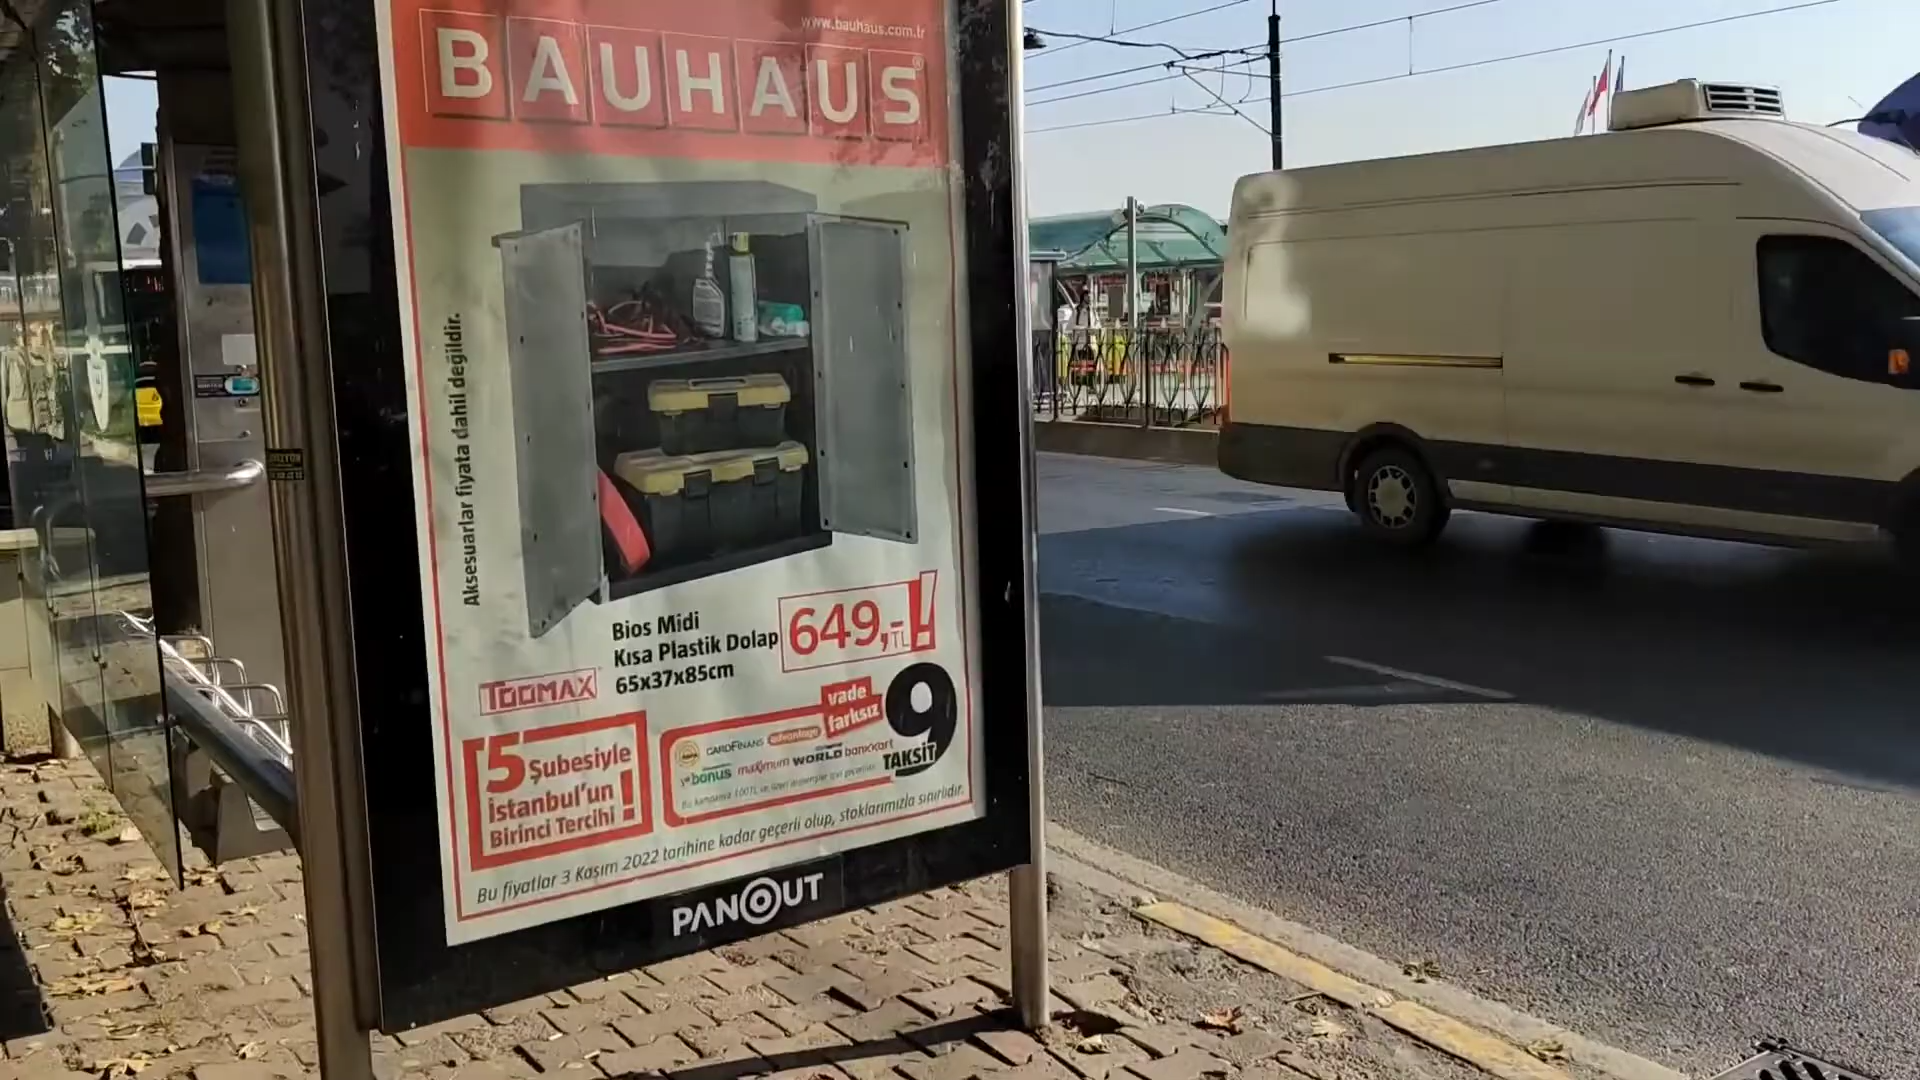 www.bauhaus.com.tr
BAUHAUS®
Aksesuarlar fiyata dahil değildir.
Bios Midi
Kısa Plastik Dolap
65x37x85cm
649,-TL!
TOOMAX
5 Şubesiyle
İstanbul'un
Birinci Tercihi!
vade
farksız
9
TAKSİT
CARDFINANS advantage
bonus maximum WORLD bankkart
Bu fiyatlar 3 Kasım 2022 tarihine kadar geçerli olup, stoklarımızla sınırlıdır.
PANOUT